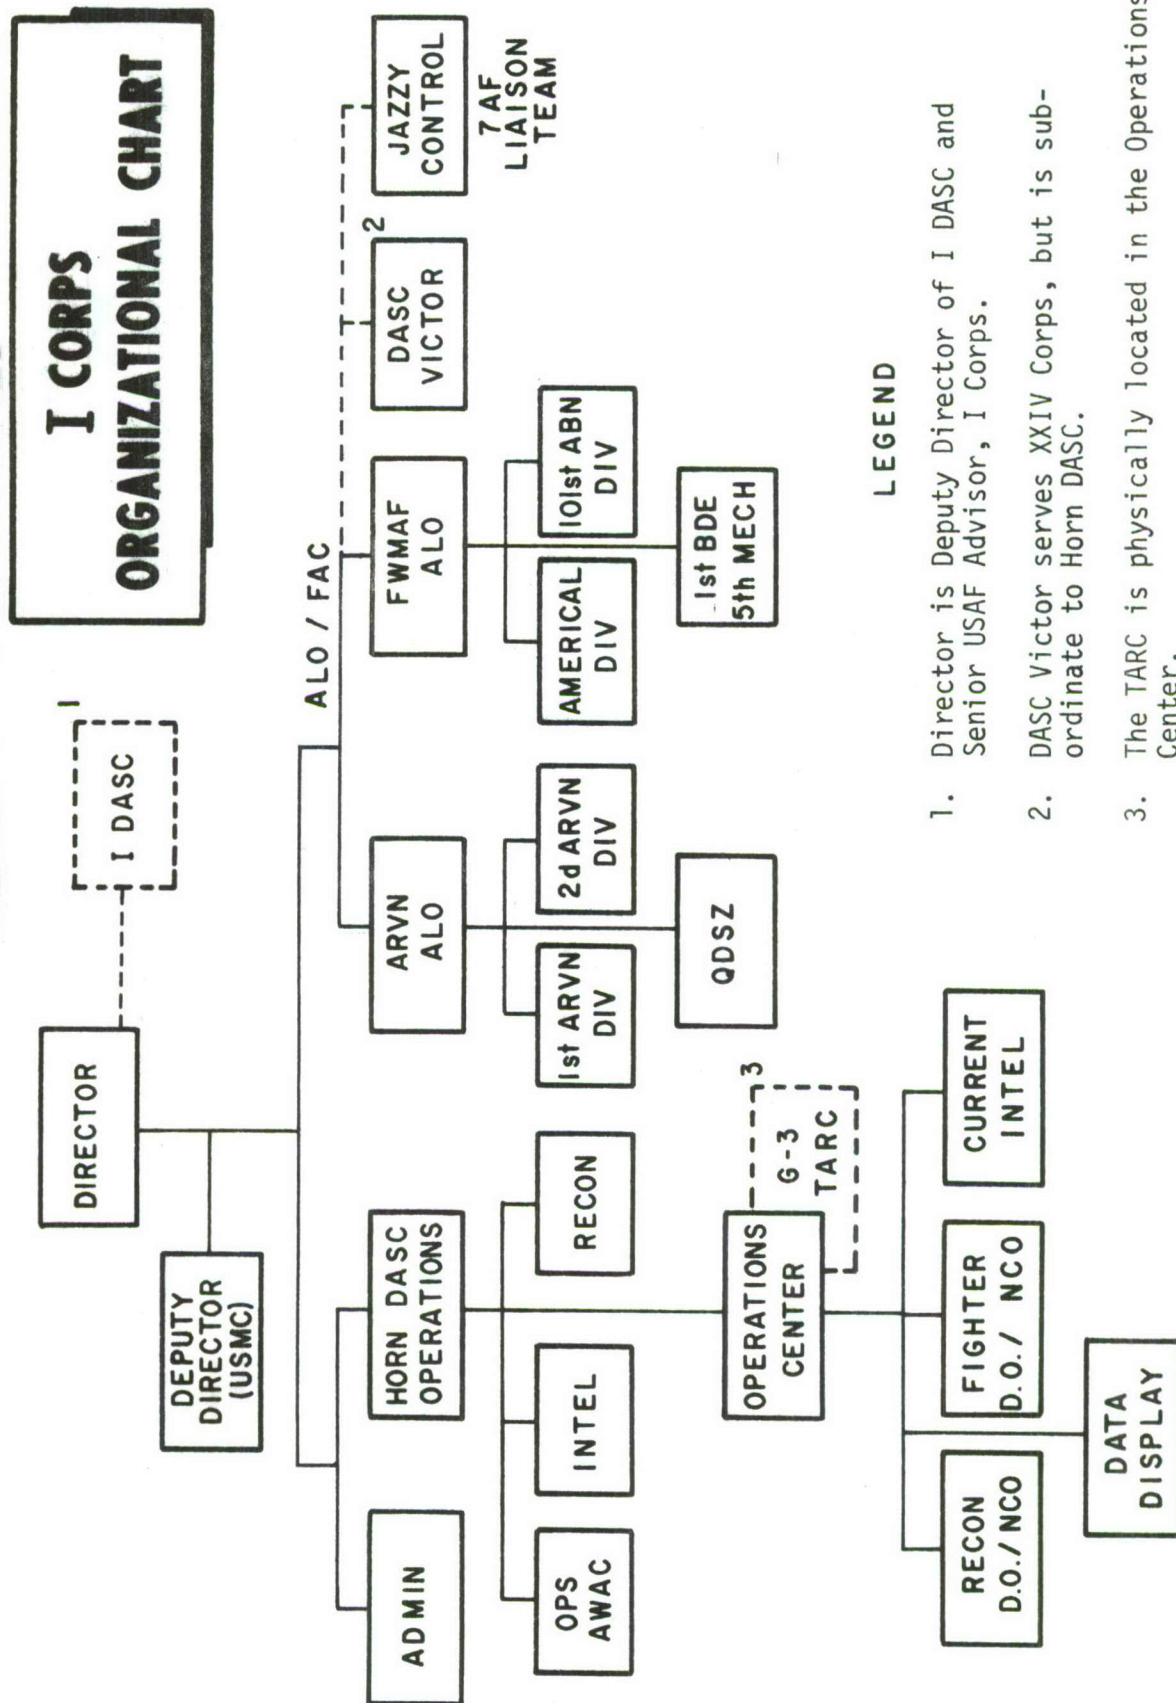 I CORPS
ORGANIZATIONAL CHART
DIRECTOR
I DASC
1
DEPUTY
DIRECTOR
(USMC)
ALO / FAC
ADMIN
HORN DASC
OPERATIONS
ARVN
ALO
FWMAF
ALO
DASC
VICTOR
2
JAZZY
CONTROL
7 AF
LIAISON
TEAM
OPS
AWAC
INTEL
RECON
1st ARVN
DIV
2d ARVN
DIV
AMERICAL
DIV
101st ABN
DIV
QDSZ
1st BDE
5th MECH
OPERATIONS
CENTER
G-3
TARC
3
RECON
D.O./NCO
FIGHTER
D.O./ NCO
CURRENT
INTEL
DATA
DISPLAY
LEGEND
1. Director is Deputy Director of I DASC and
Senior USAF Advisor, I Corps.
2. DASC Victor serves XXIV Corps, but is sub-
ordinate to Horn DASC.
3. The TARC is physically located in the Operations
Center.